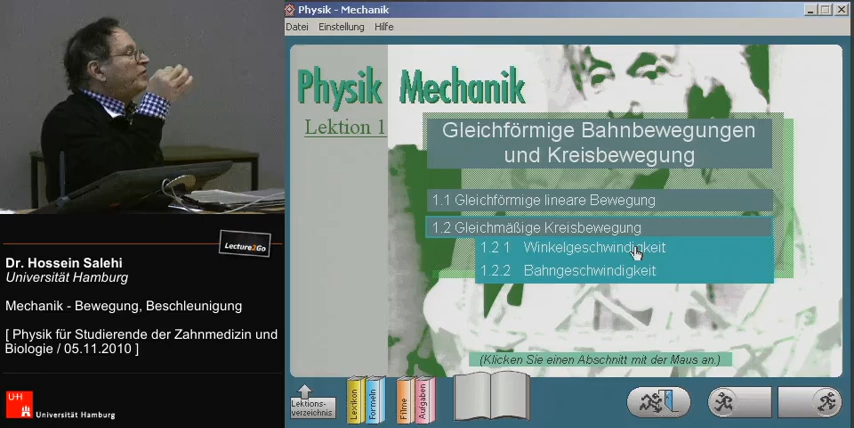 Physik - Mechanik
Datei Einstellung Hilfe
Physik Mechanik
Lektion 1
Gleichförmige Bahnbewegungen
und Kreisbewegung
1.1 Gleichförmige lineare Bewegung
1.2 Gleichmäßige Kreisbewegung
1.2.1 Winkelgeschwindigkeit
1.2.2 Bahngeschwindigkeit
(Klicken Sie einen Abschnitt mit der Maus an.)
Lektions-
verzeichnis
Lexikon
Formeln
Filme
Aufgaben
Lecture2Go
Dr. Hossein Salehi
Universität Hamburg
Mechanik - Bewegung, Beschleunigung
[ Physik für Studierende der Zahnmedizin und
Biologie / 05.11.2010 ]
UH
Universität Hamburg